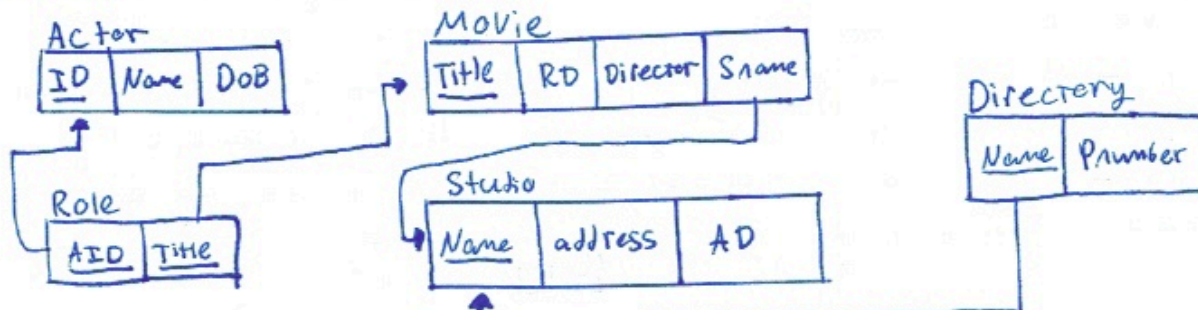 Actor
ID Name DoB
Movie
Title RD Director Sname
Directory
Name Pnumber
Role
AID Title
Studio
Name address AD